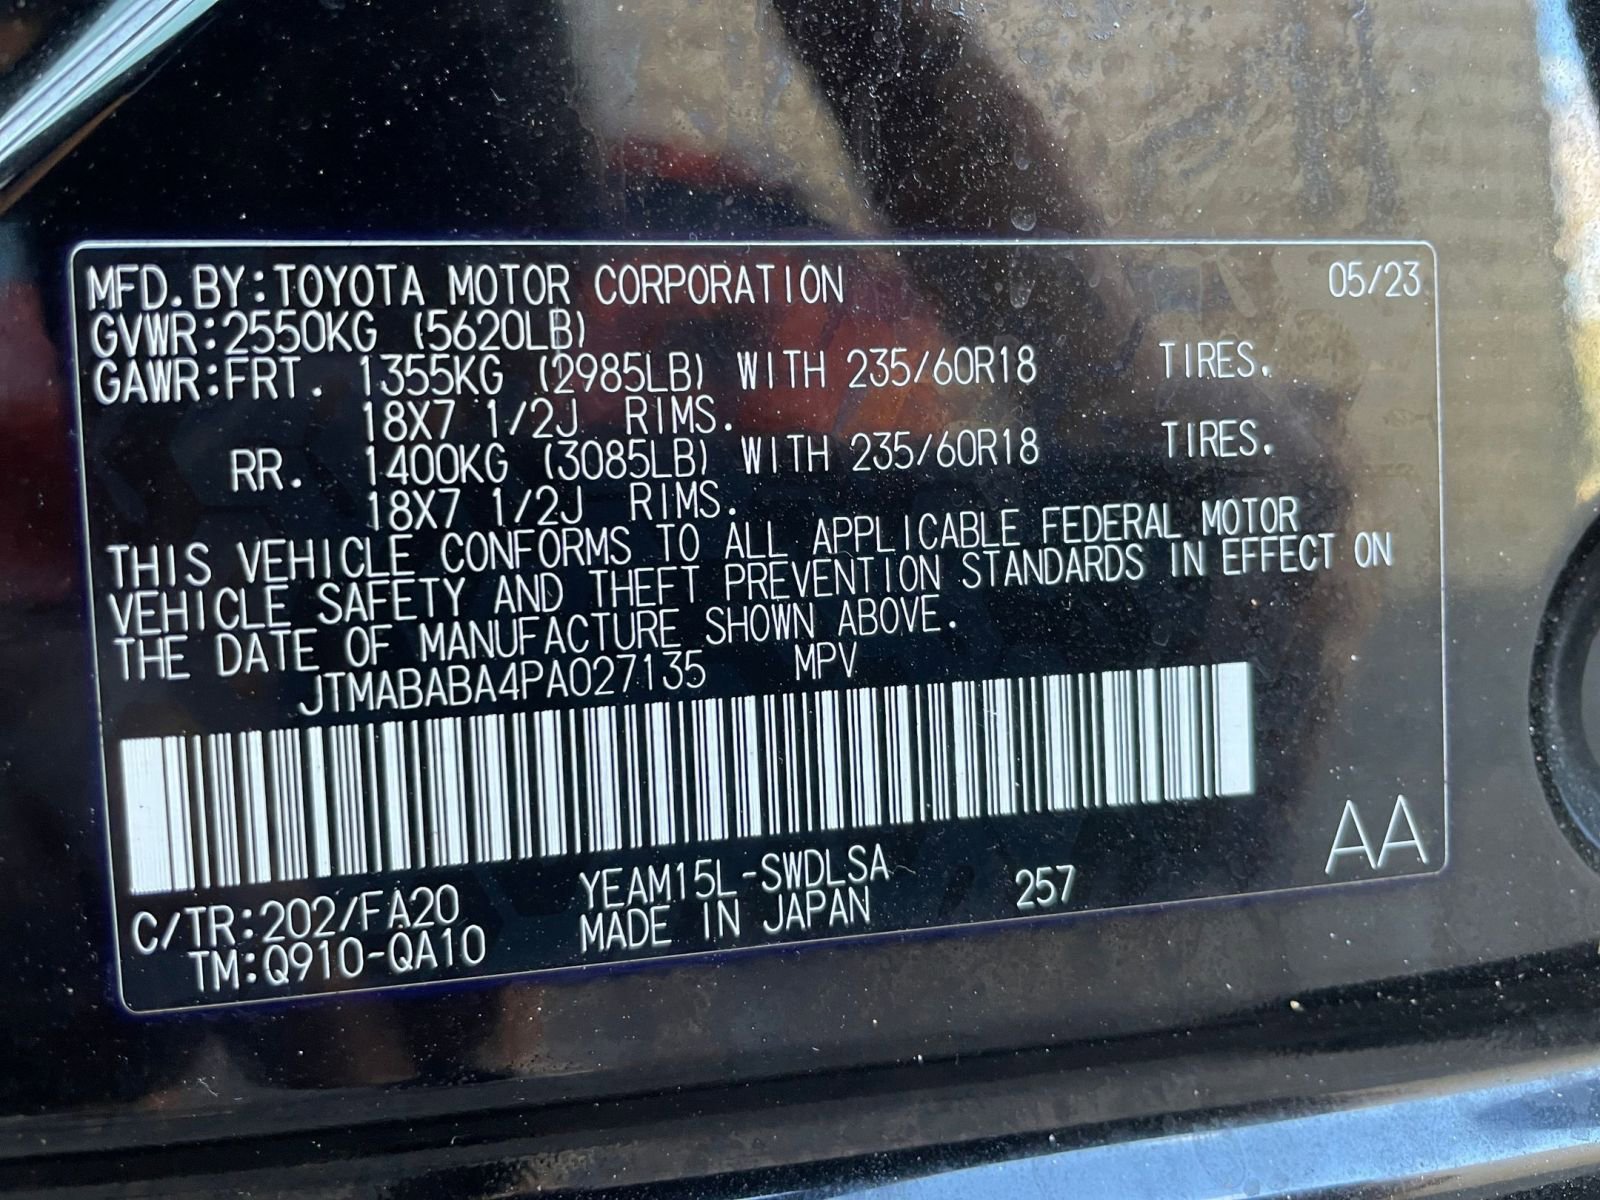 MFD.BY:TOYOTA MOTOR CORPORATION 05/23
GVWR:2550KG (5620LB)
GAWR:FRT. 1355KG (2985LB) WITH 235/60R18 TIRES.
18X7 1/2J RIMS.
RR. 1400KG (3085LB) WITH 235/60R18 TIRES.
18X7 1/2J RIMS.
THIS VEHICLE CONFORMS TO ALL APPLICABLE FEDERAL MOTOR
VEHICLE SAFETY AND THEFT PREVENTION STANDARDS IN EFFECT ON
THE DATE OF MANUFACTURE SHOWN ABOVE.
JTMABABA4PA027135 MPV
AA
C/TR:202/FA20 YEAM15L-SWDLSA 257
TM:Q910-QA10 MADE IN JAPAN